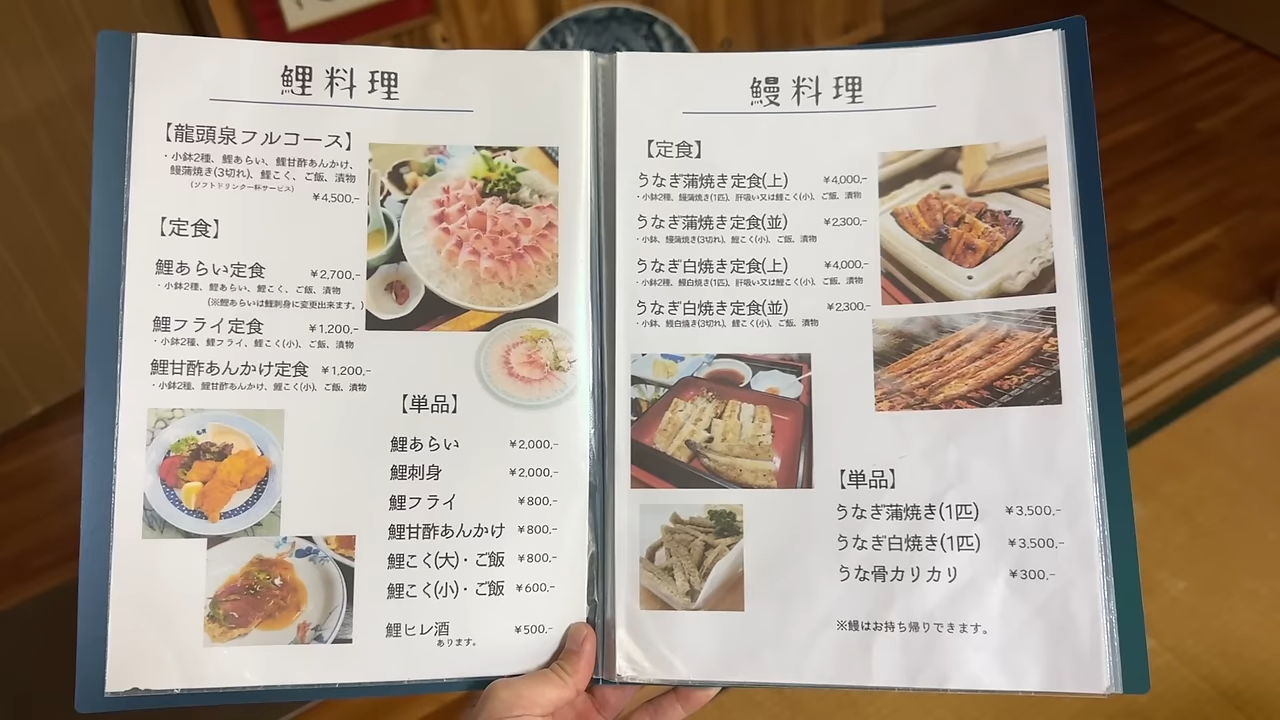 鯉料理
【龍頭泉フルコース】
・小鉢2種、鯉あらい、鯉甘酢あんかけ、
鰻蒲焼き(3切れ)、鯉こく、ご飯、漬物
(ソフトドリンク一杯サービス)
¥4,500,-
【定食】
鯉あらい定食 ¥2,700,-
・小鉢2種、鯉あらい、鯉こく、ご飯、漬物
(※鯉あらいは鯉刺身に変更出来ます。)
鯉フライ定食 ¥1,200,-
・小鉢2種、鯉フライ、鯉こく(小)、ご飯、漬物
鯉甘酢あんかけ定食 ¥1,200,-
・小鉢2種、鯉甘酢あんかけ、鯉こく(小)、ご飯、漬物
【単品】
鯉あらい ¥2,000,-
鯉刺身 ¥2,000,-
鯉フライ ¥800,-
鯉甘酢あんかけ ¥800,-
鯉こく(大)・ご飯 ¥800,-
鯉こく(小)・ご飯 ¥600,-
鯉ヒレ酒 ¥500,-
あります。
鰻料理
【定食】
うなぎ蒲焼き定食(上) ¥4,000,-
・小鉢2種、鰻蒲焼き(1匹)、肝吸い又は鯉こく(小)、ご飯、漬物
うなぎ蒲焼き定食(並) ¥2,300,-
・小鉢、鰻蒲焼き(3切れ)、鯉こく(小)、ご飯、漬物
うなぎ白焼き定食(上) ¥4,000,-
・小鉢2種、鰻白焼き(1匹)、肝吸い又は鯉こく(小)、ご飯、漬物
うなぎ白焼き定食(並) ¥2,300,-
・小鉢、鰻白焼き(3切れ)、鯉こく(小)、ご飯、漬物
【単品】
うなぎ蒲焼き(1匹) ¥3,500,-
うなぎ白焼き(1匹) ¥3,500,-
うな骨カリカリ ¥300,-
※鰻はお持ち帰りできます。